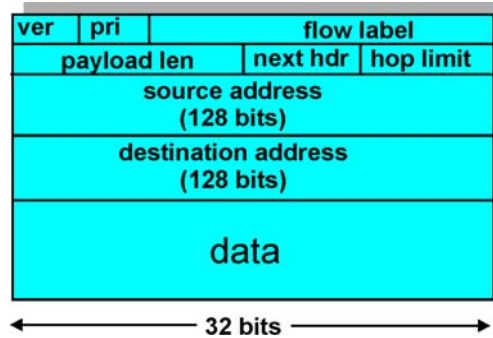 ver pri flow label
payload len next hdr hop limit
source address
(128 bits)
destination address
(128 bits)
data
32 bits